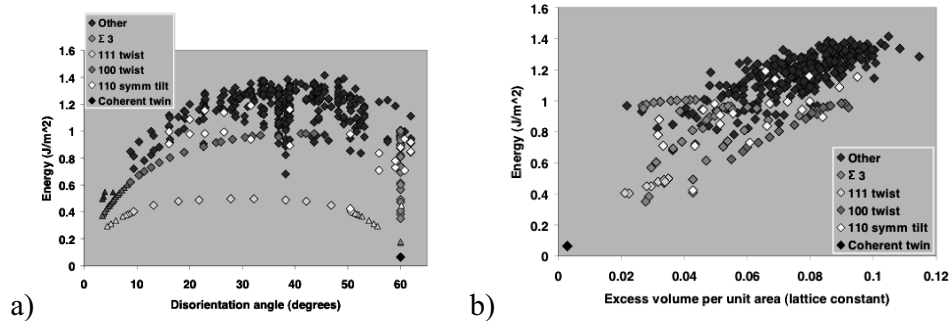 Other
Σ 3
111 twist
100 twist
110 symm tilt
Coherent twin
1.6
1.4
1.2
1
0.8
0.6
0.4
0.2
0
Energy (J/m^2)
0 10 20 30 40 50 60
Disorientation angle (degrees)
a)
1.6
1.4
1.2
1
0.8
0.6
0.4
0.2
0
Energy (J/m^2)
Other
Σ 3
111 twist
100 twist
110 symm tilt
Coherent twin
0 0.02 0.04 0.06 0.08 0.1 0.12
Excess volume per unit area (lattice constant)
b)